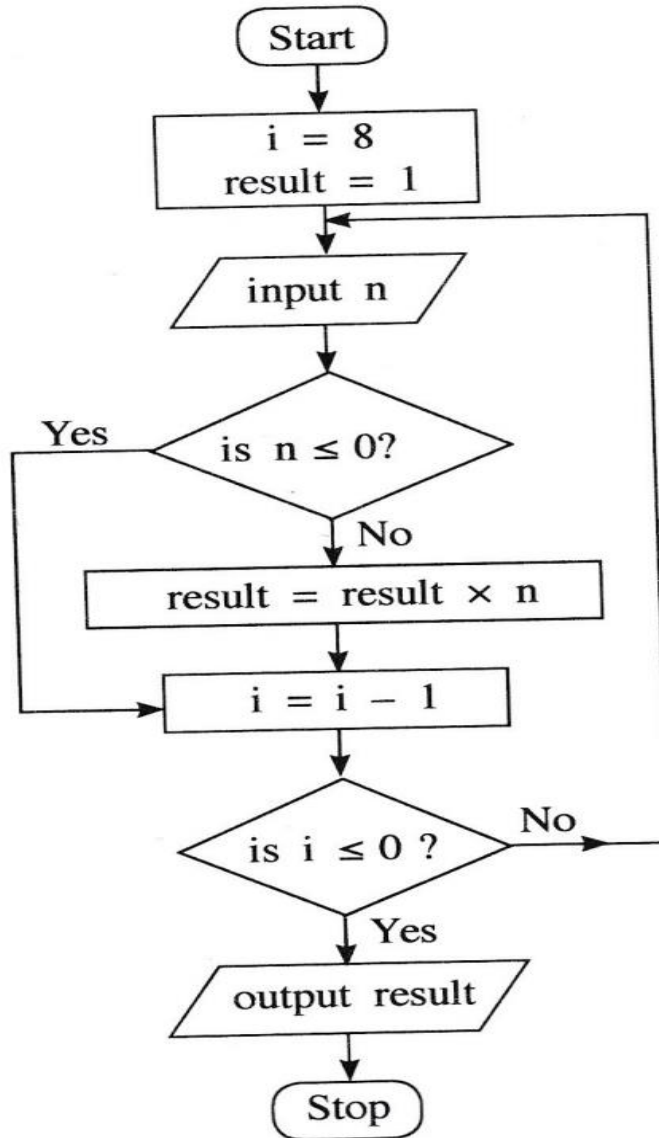 Start
i = 8
result = 1
input n
Yes
is n ≤ 0?
No
result = result × n
i = i − 1
is i ≤ 0 ?
No
Yes
output result
Stop